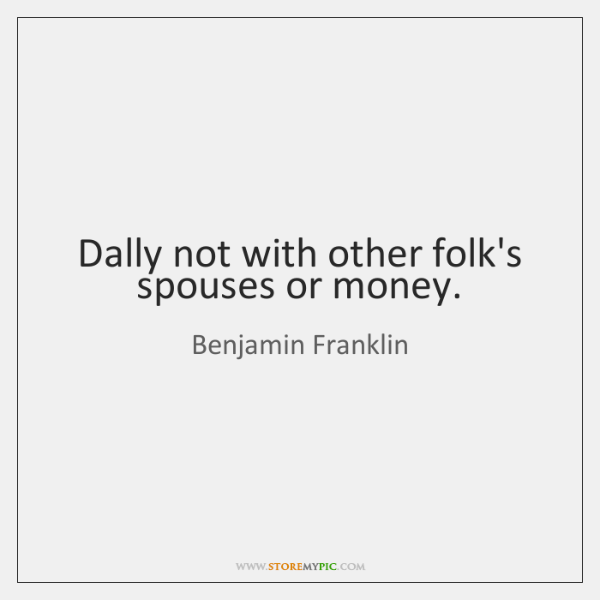 Dally not with other folk's
spouses or money.
Benjamin Franklin
WWW.STOREMYPIC.COM